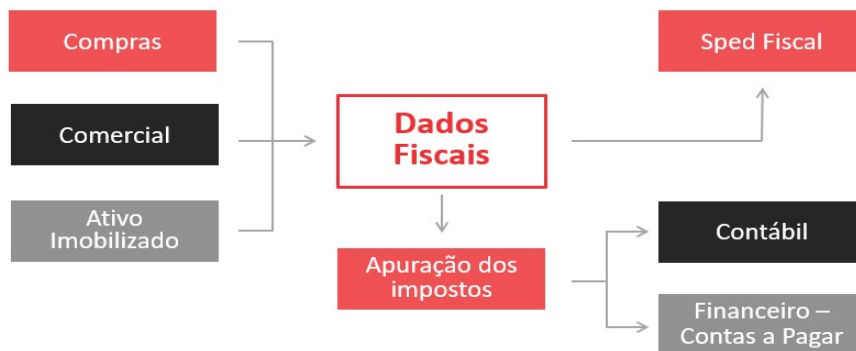 Compras
Comercial
Ativo
Imobilizado
Dados
Fiscais
Apuração dos
impostos
Sped Fiscal
Contábil
Financeiro –
Contas a Pagar